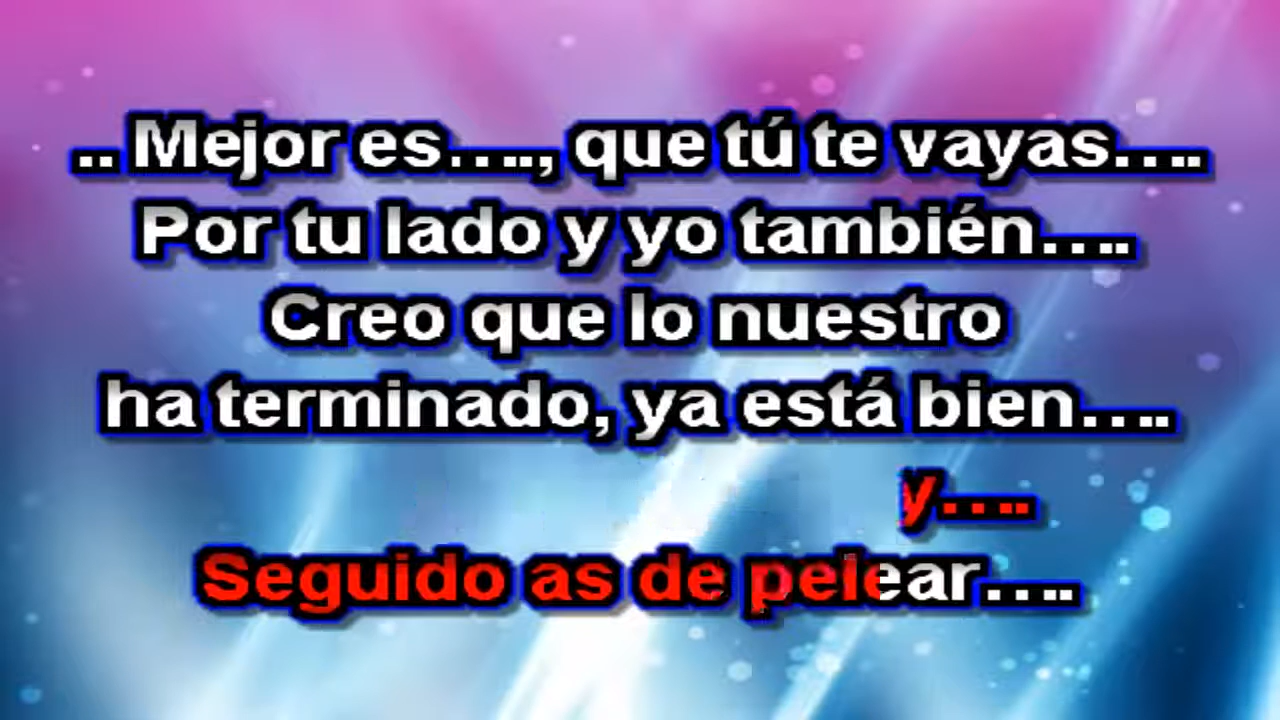 .. Mejor es….., que tú te vayas…..
Por tu lado y yo también…..
Creo que lo nuestro
ha terminado, ya está bien…..
y…..
Seguido as de pelear…..